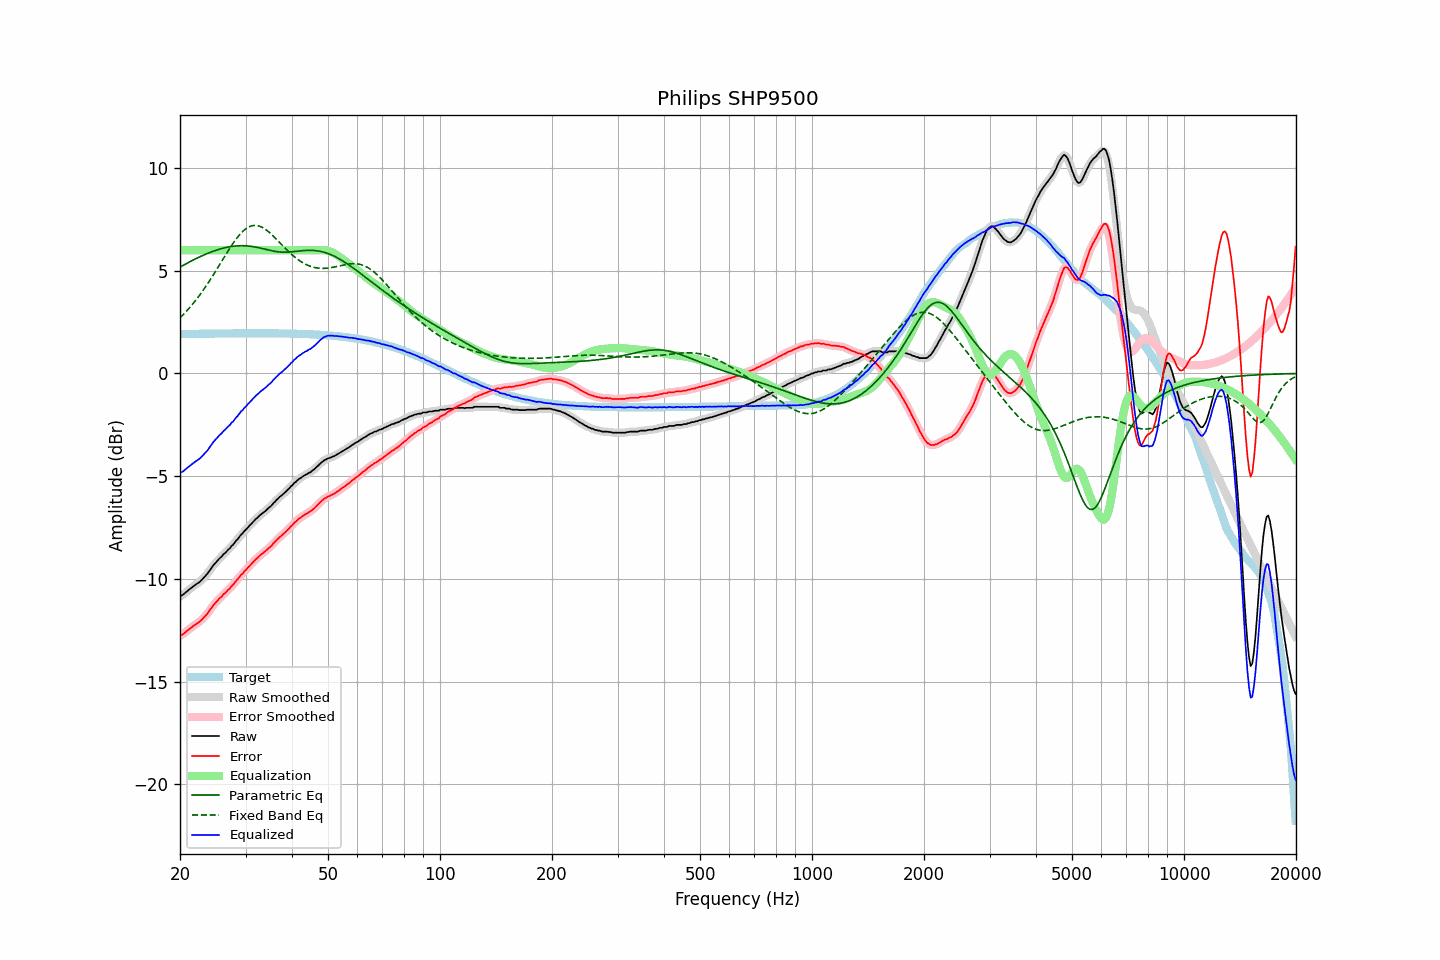 Philips SHP9500
Amplitude (dBr)
10
5
0
−5
−10
−15
−20
Target
Raw Smoothed
Error Smoothed
Raw
Error
Equalization
Parametric Eq
Fixed Band Eq
Equalized
20 50 100 200 500 1000 2000 5000 10000 20000
Frequency (Hz)